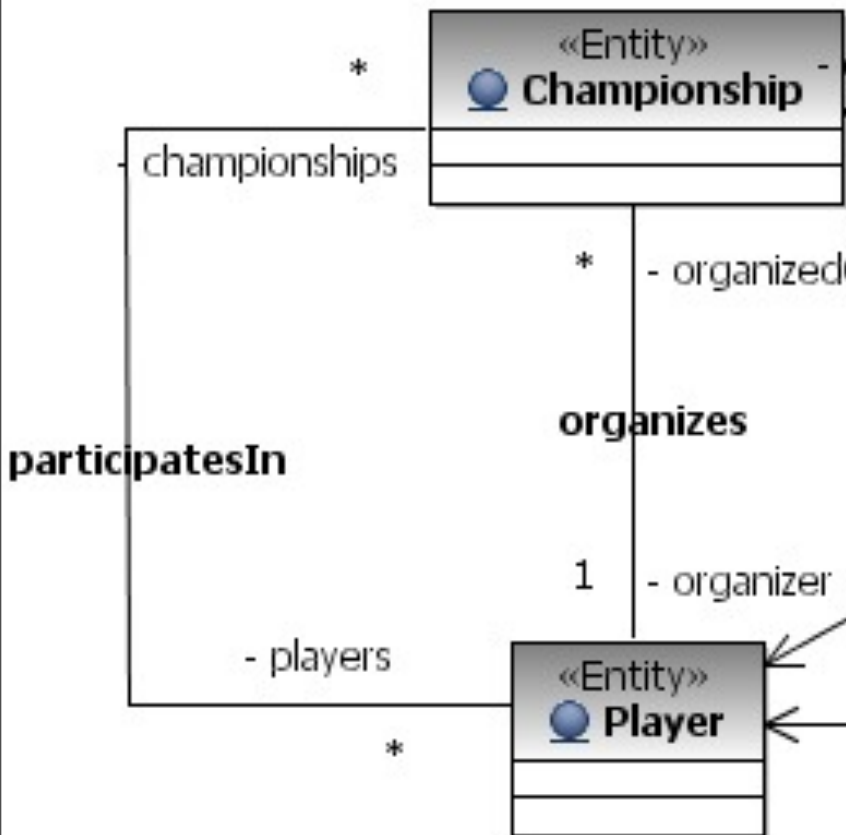 «Entity»
Championship
*
-
- championships
*
- organized
organizes
participatesIn
1
- organizer
- players
*
«Entity»
Player